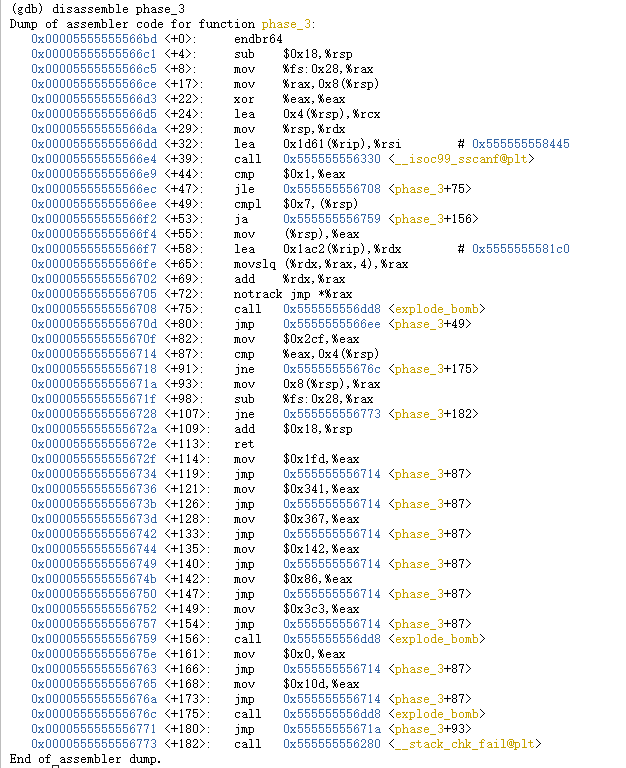 (gdb) disassemble phase_3
Dump of assembler code for function phase_3:
0x00005555555566bd <+0>: endbr64
0x00005555555566c1 <+4>: sub $0x18,%rsp
0x00005555555566c5 <+8>: mov %fs:0x28,%rax
0x00005555555566ce <+17>: mov %rax,0x8(%rsp)
0x00005555555566d3 <+22>: xor %eax,%eax
0x00005555555566d5 <+24>: lea 0x4(%rsp),%rcx
0x00005555555566da <+29>: mov %rsp,%rdx
0x00005555555566dd <+32>: lea 0x1d61(%rip),%rsi # 0x555555558445
0x00005555555566e4 <+39>: call 0x555555556330 <__isoc99_sscanf@plt>
0x00005555555566e9 <+44>: cmp $0x1,%eax
0x00005555555566ec <+47>: jle 0x555555556708 <phase_3+75>
0x00005555555566ee <+49>: cmpl $0x7,(%rsp)
0x00005555555566f2 <+53>: ja 0x555555556759 <phase_3+156>
0x00005555555566f4 <+55>: mov (%rsp),%eax
0x00005555555566f7 <+58>: lea 0x1ac2(%rip),%rdx # 0x5555555581c0
0x00005555555566fe <+65>: movslq (%rdx,%rax,4),%rax
0x0000555555556702 <+69>: add %rdx,%rax
0x0000555555556705 <+72>: notrack jmp *%rax
0x0000555555556708 <+75>: call 0x555555556dd8 <explode_bomb>
0x000055555555670d <+80>: jmp 0x5555555566ee <phase_3+49>
0x000055555555670f <+82>: mov $0x2cf,%eax
0x0000555555556714 <+87>: cmp %eax,0x4(%rsp)
0x0000555555556718 <+91>: jne 0x55555555676c <phase_3+175>
0x000055555555671a <+93>: mov 0x8(%rsp),%rax
0x000055555555671f <+98>: sub %fs:0x28,%rax
0x0000555555556728 <+107>: jne 0x555555556773 <phase_3+182>
0x000055555555672a <+109>: add $0x18,%rsp
0x000055555555672e <+113>: ret
0x000055555555672f <+114>: mov $0x1fd,%eax
0x0000555555556734 <+119>: jmp 0x555555556714 <phase_3+87>
0x0000555555556736 <+121>: mov $0x341,%eax
0x000055555555673b <+126>: jmp 0x555555556714 <phase_3+87>
0x000055555555673d <+128>: mov $0x367,%eax
0x0000555555556742 <+133>: jmp 0x555555556714 <phase_3+87>
0x0000555555556744 <+135>: mov $0x142,%eax
0x0000555555556749 <+140>: jmp 0x555555556714 <phase_3+87>
0x000055555555674b <+142>: mov $0x86,%eax
0x0000555555556750 <+147>: jmp 0x555555556714 <phase_3+87>
0x0000555555556752 <+149>: mov $0x3c3,%eax
0x0000555555556757 <+154>: jmp 0x555555556714 <phase_3+87>
0x0000555555556759 <+156>: call 0x555555556dd8 <explode_bomb>
0x000055555555675e <+161>: mov $0x0,%eax
0x0000555555556763 <+166>: jmp 0x555555556714 <phase_3+87>
0x0000555555556765 <+168>: mov $0x10d,%eax
0x000055555555676a <+173>: jmp 0x555555556714 <phase_3+87>
0x000055555555676c <+175>: call 0x555555556dd8 <explode_bomb>
0x0000555555556771 <+180>: jmp 0x55555555671a <phase_3+93>
0x0000555555556773 <+182>: call 0x555555556280 <__stack_chk_fail@plt>
End of assembler dump.